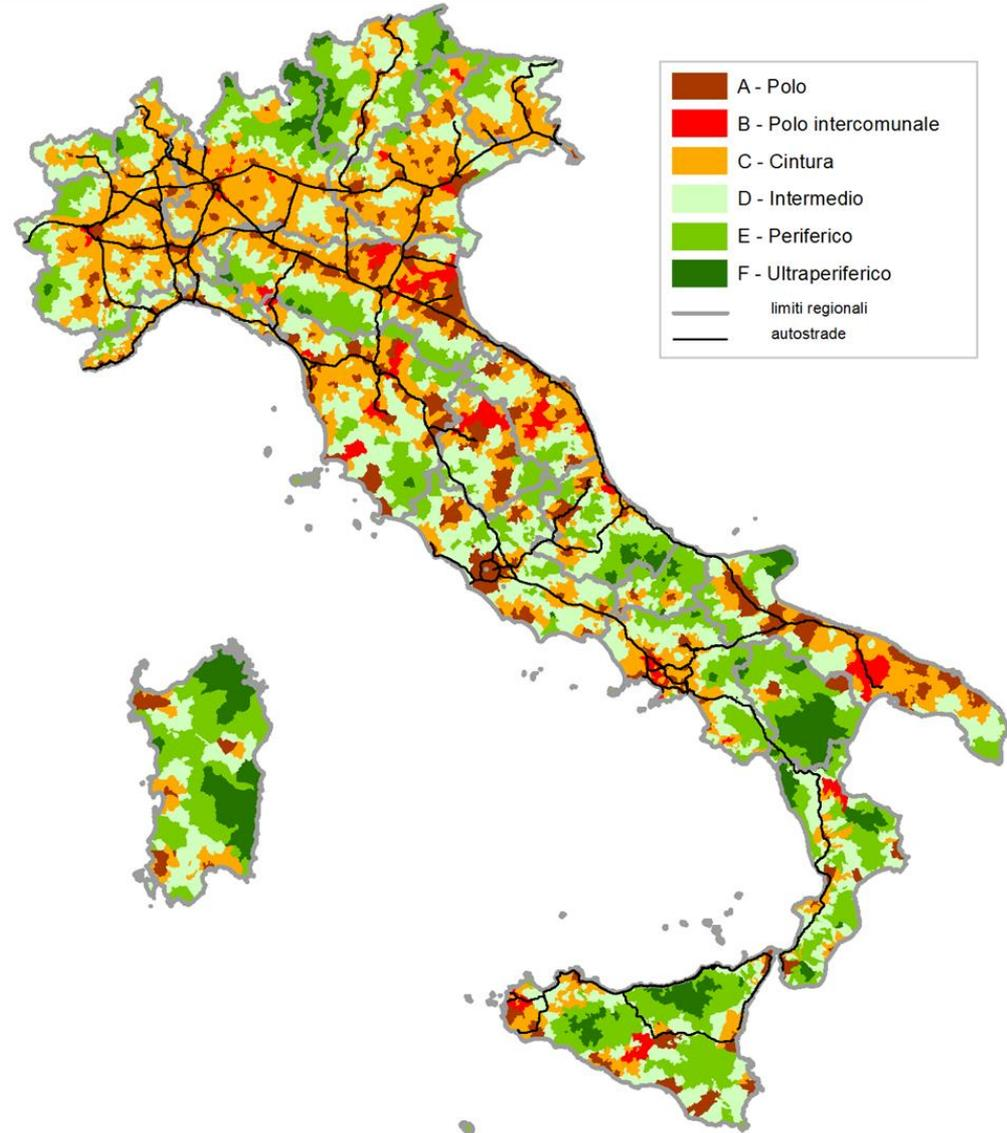 A - Polo
B - Polo intercomunale
C - Cintura
D - Intermedio
E - Periferico
F - Ultraperiferico
limiti regionali
autostrade